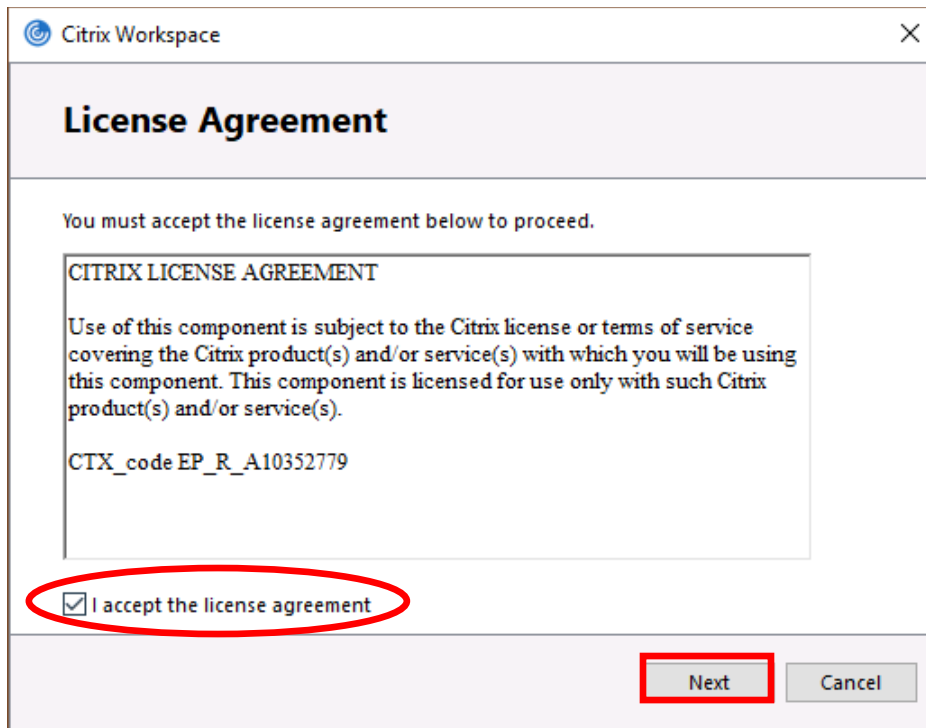 Citrix Workspace
License Agreement
You must accept the license agreement below to proceed.
CITRIX LICENSE AGREEMENT
Use of this component is subject to the Citrix license or terms of service
covering the Citrix product(s) and/or service(s) with which you will be using
this component. This component is licensed for use only with such Citrix
product(s) and/or service(s).
CTX_code EP_R_A10352779
I accept the license agreement
Next
Cancel